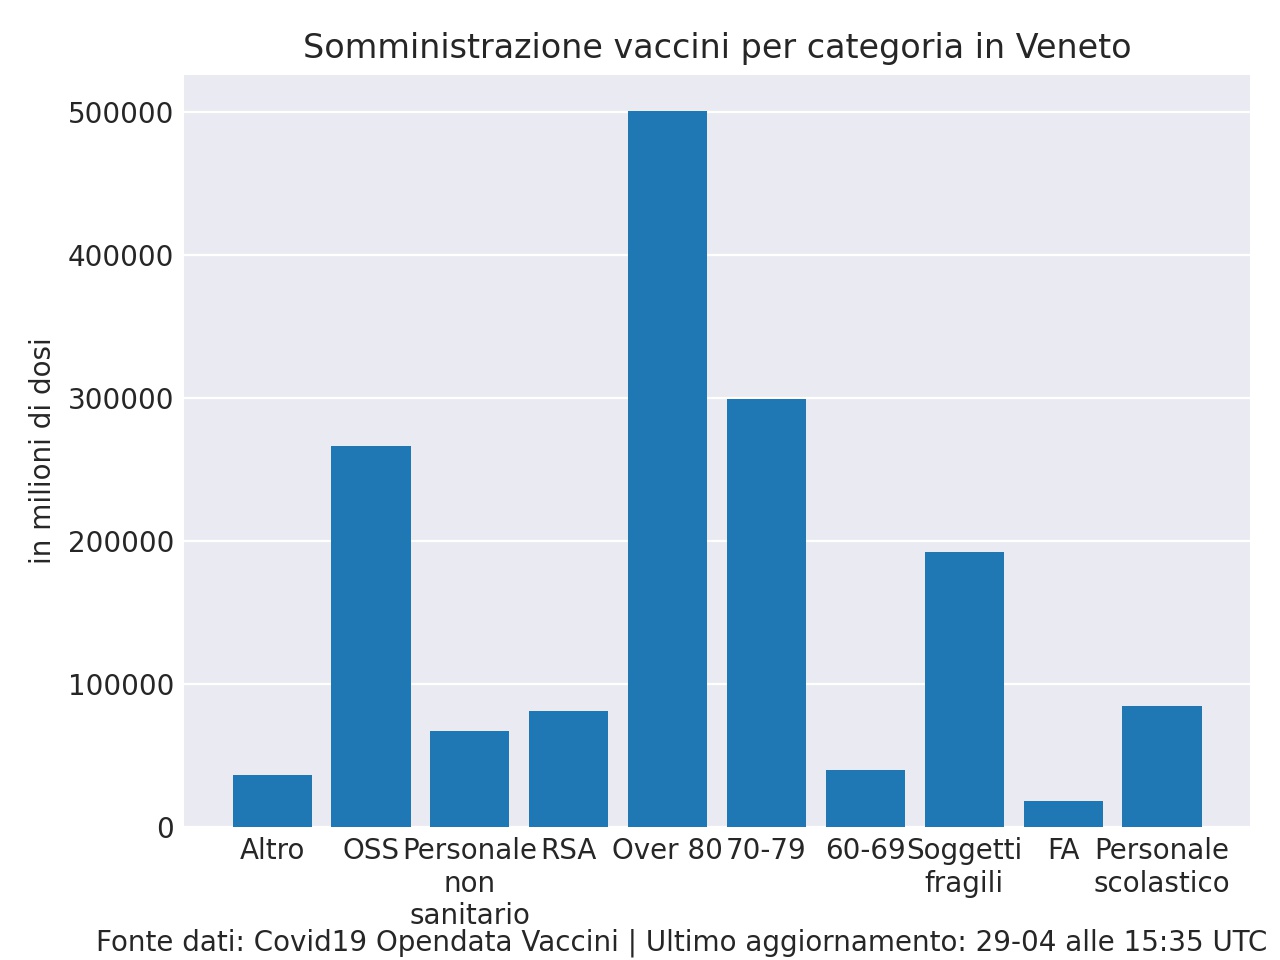 Somministrazione vaccini per categoria in Veneto
in milioni di dosi
500000
400000
300000
200000
100000
0
Altro
OSS
Personale
non
sanitario
RSA
Over 80
70-79
60-69
Soggetti
fragili
FA
Personale
scolastico
Fonte dati: Covid19 Opendata Vaccini | Ultimo aggiornamento: 29-04 alle 15:35 UTC